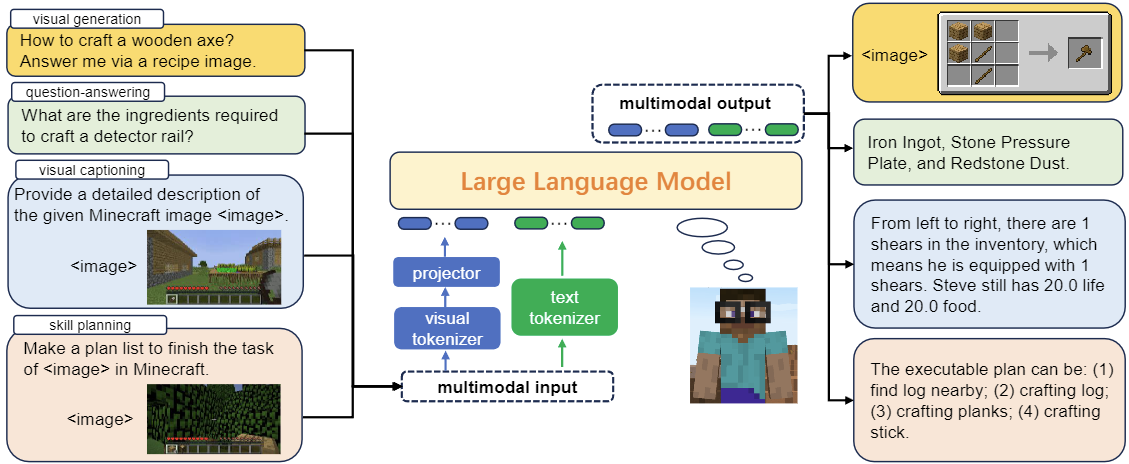 visual generation
How to craft a wooden axe?
Answer me via a recipe image.
question-answering
What are the ingredients required
to craft a detector rail?
visual captioning
Provide a detailed description of
the given Minecraft image <image>.
<image>
skill planning
Make a plan list to finish the task
of <image> in Minecraft.
<image>
multimodal output
...
...
Large Language Model
...
...
projector
visual
tokenizer
text
tokenizer
multimodal input
<image>
Iron Ingot, Stone Pressure
Plate, and Redstone Dust.
From left to right, there are 1
shears in the inventory, which
means he is equipped with 1
shears. Steve still has 20.0 life
and 20.0 food.
The executable plan can be: (1)
find log nearby; (2) crafting log;
(3) crafting planks; (4) crafting
stick.